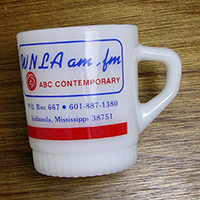 WNLA am·fm
ABC CONTEMPORARY
P.O. Box 667 • 601-887-1380
Indianola, Mississippi 38751